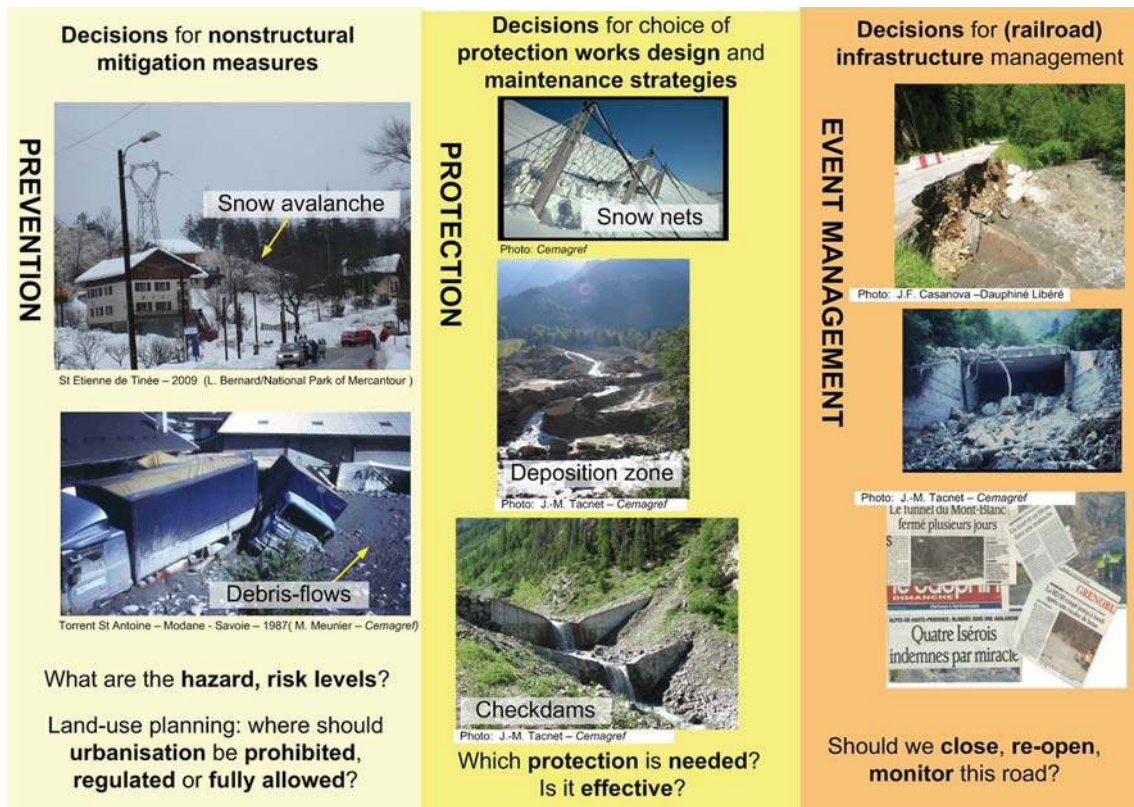 Decisions for nonstructural
mitigation measures
PREVENTION
Snow avalanche
St Etienne de Tinée – 2009 (L. Bernard/National Park of Mercantour )
Debris-flows
Torrent St Antoine – Modane - Savoie – 1987( M. Meunier – Cemagref)
What are the hazard, risk levels?
Land-use planning: where should
urbanisation be prohibited,
regulated or fully allowed?
Decisions for choice of
protection works design and
maintenance strategies
PROTECTION
Snow nets
Photo: Cemagref
Deposition zone
Photo: J.-M. Tacnet – Cemagref
Checkdams
Photo: J.-M. Tacnet – Cemagref
Which protection is needed?
Is it effective?
Decisions for (railroad)
infrastructure management
EVENT MANAGEMENT
Photo: J.F. Casanova –Dauphiné Libéré
Photo: J.-M. Tacnet – Cemagref
Le tunnel du Mont-Blanc
fermé plusieurs jours
DIMANCHE
GRENOBLE
Quatre Isérois
indemnes par miracle
Should we close, re-open,
monitor this road?